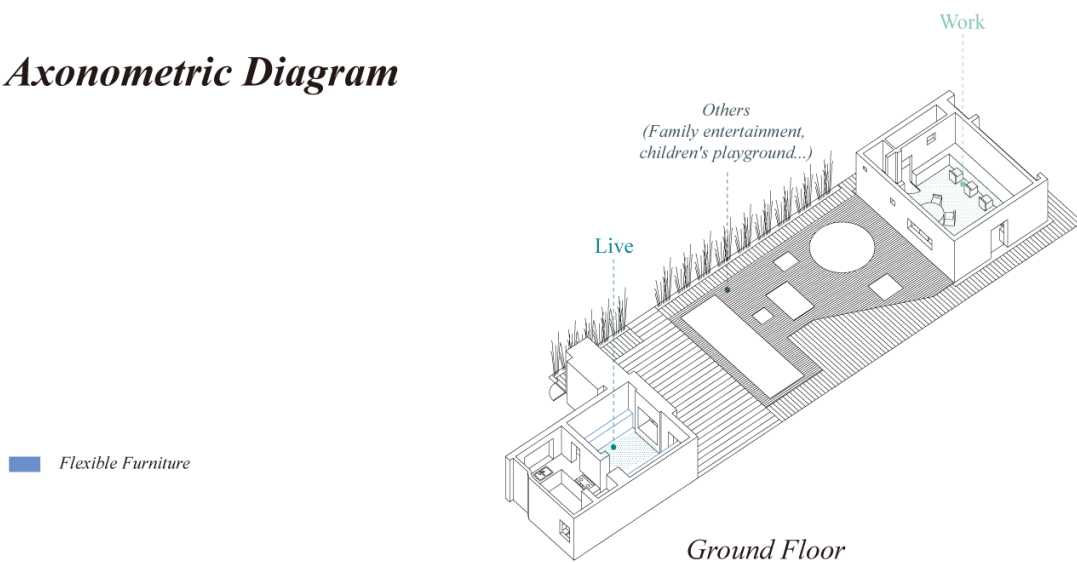 Work
Axonometric Diagram
Others
(Family entertainment,
children's playground...)
Live
Flexible Furniture
Ground Floor